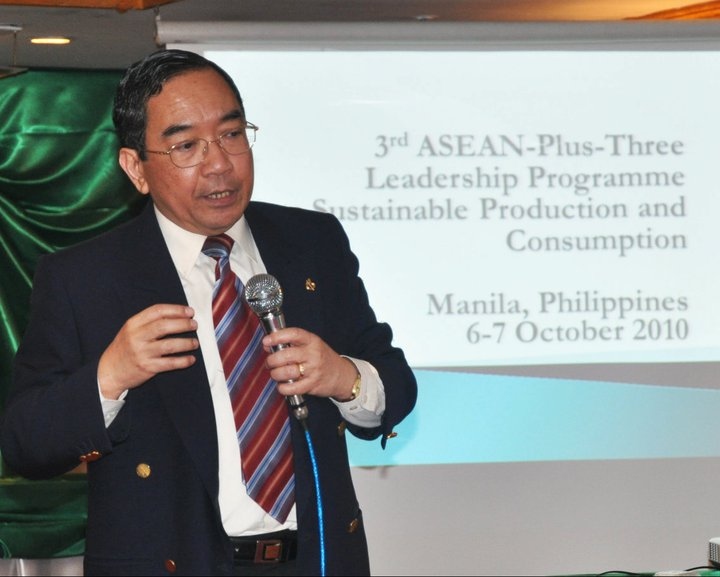 3rd ASEAN-Plus-Three
Leadership Programme
Sustainable Production and
Consumption
Manila, Philippines
6-7 October 2010